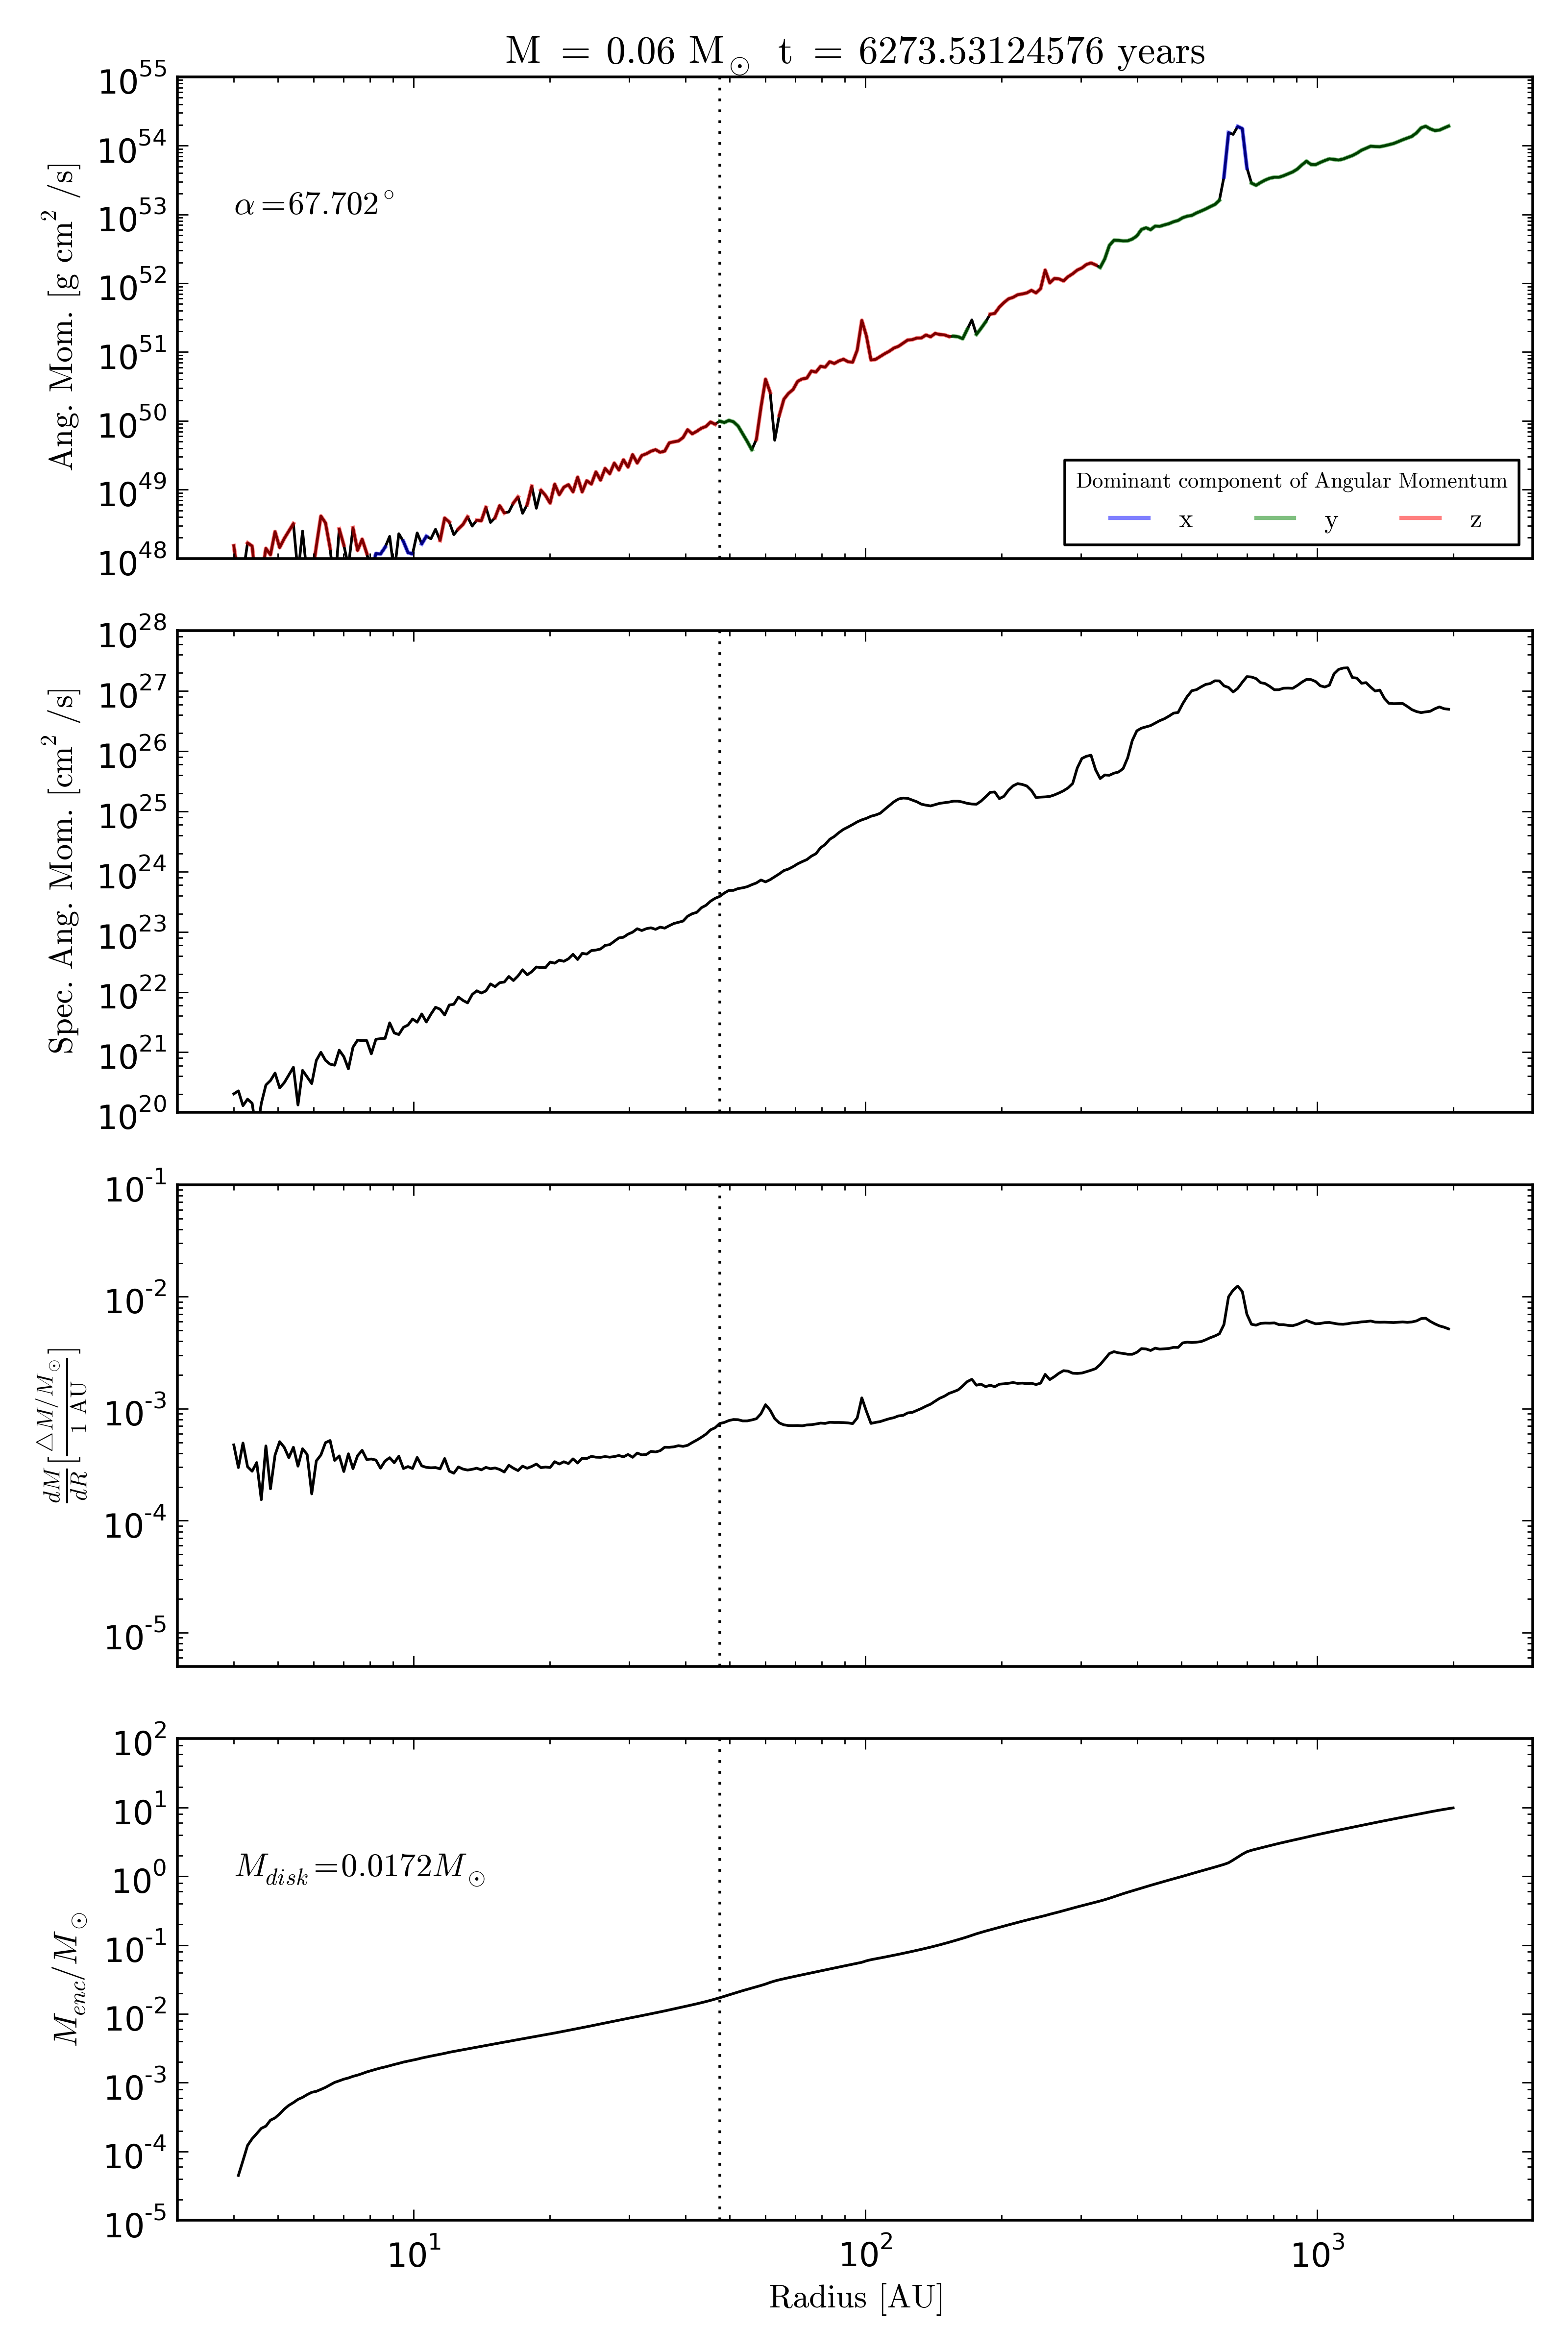 M = 0.06 M⊙ t = 6273.53124576 years
10^55
10^54
10^53
10^52
10^51
10^50
10^49
10^48
Ang. Mom. [g cm^2 /s]
α=67.702°
Dominant component of Angular Momentum
x y z
10^28
10^27
10^26
10^25
10^24
10^23
10^22
10^21
10^20
Spec. Ang. Mom. [cm^2 /s]
10^-1
10^-2
10^-3
10^-4
10^-5
dM/dR [△M/M⊙ / 1 AU]
10^2
10^1
10^0
10^-1
10^-2
10^-3
10^-4
10^-5
M_enc/M⊙
M_disk=0.0172M⊙
10^1 10^2 10^3
Radius [AU]